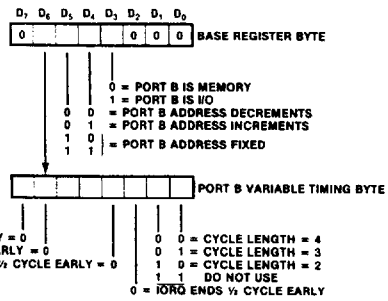 D7 D6 D5 D4 D3 D2 D1 D0
0 0 0 0 BASE REGISTER BYTE
0 = PORT B IS MEMORY
1 = PORT B IS I/O
0 0 = PORT B ADDRESS DECREMENTS
0 1 = PORT B ADDRESS INCREMENTS
1 0
= PORT B ADDRESS FIXED
1 1
PORT B VARIABLE TIMING BYTE
Y = 0
0 0 = CYCLE LENGTH = 4
RLY = 0
0 1 = CYCLE LENGTH = 3
½ CYCLE EARLY = 0
1 0 = CYCLE LENGTH = 2
1 1 DO NOT USE
0 = IORQ ENDS ½ CYCLE EARLY